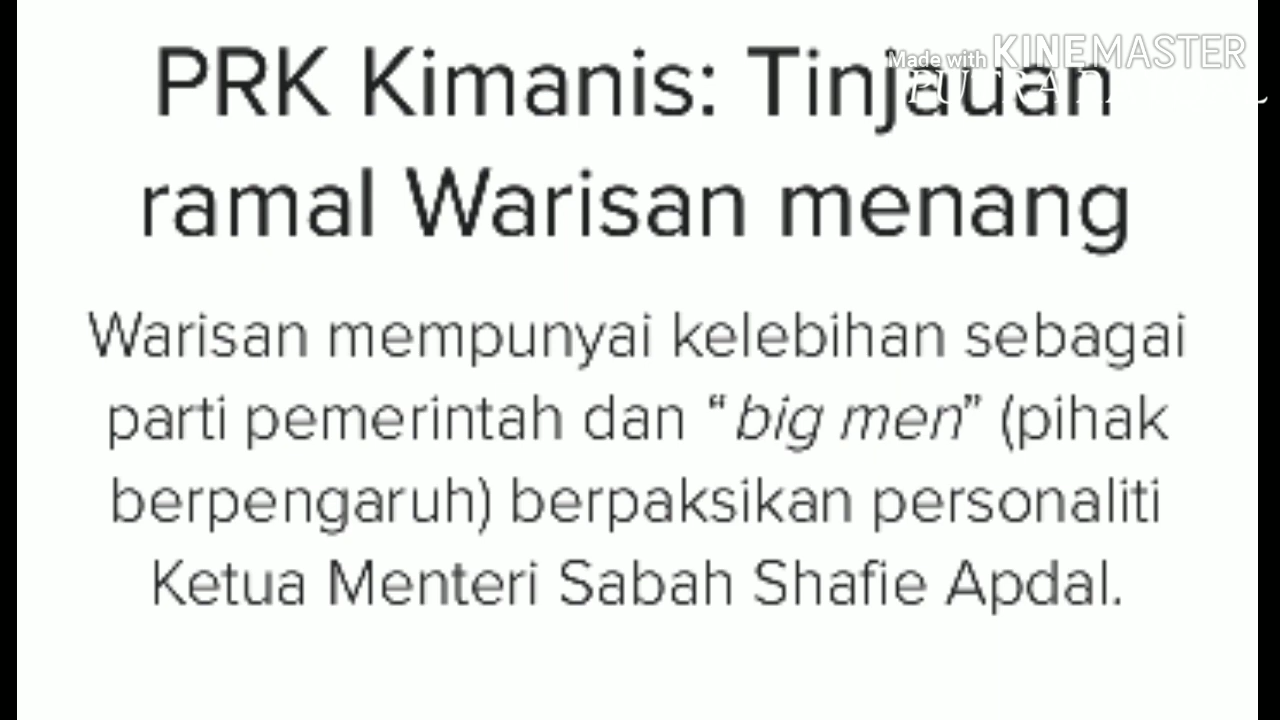 PRK Kimanis: Tinjauan
Made with KINEMASTER
ramal Warisan menang
Warisan mempunyai kelebihan sebagai
parti pemerintah dan “big men” (pihak
berpengaruh) berpaksikan personaliti
Ketua Menteri Sabah Shafie Apdal.